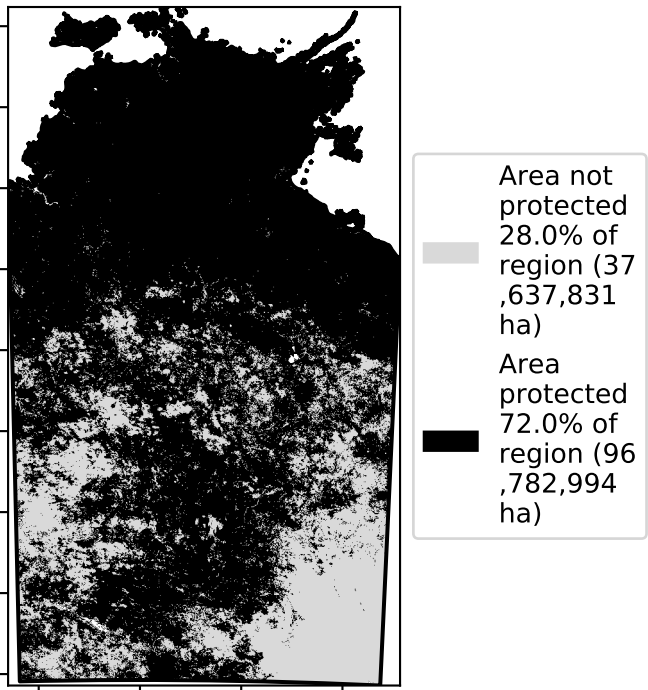 Area not
protected
28.0% of
region (37
,637,831
ha)
Area
protected
72.0% of
region (96
,782,994
ha)